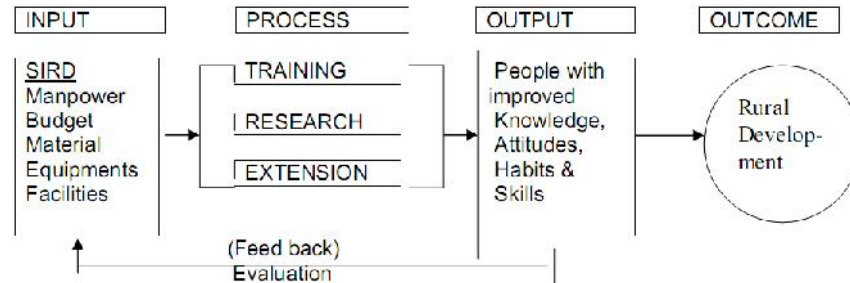 INPUT
PROCESS
OUTPUT
OUTCOME
SIRD
Manpower
Budget
Material
Equipments
Facilities
TRAINING
RESEARCH
EXTENSION
People with
improved
Knowledge,
Attitudes,
Habits &
Skills
Rural
Develop-
ment
(Feed back)
Evaluation